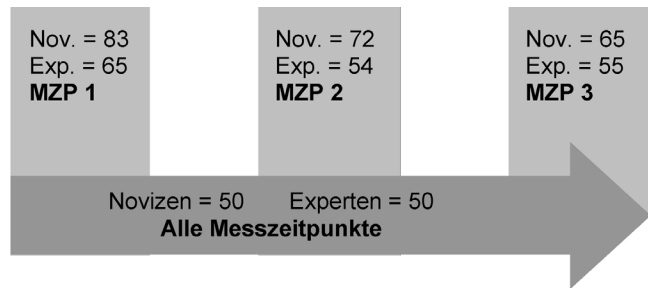 Nov. = 83
Exp. = 65
MZP 1
Nov. = 72
Exp. = 54
MZP 2
Nov. = 65
Exp. = 55
MZP 3
Novizen = 50 Experten = 50
Alle Messzeitpunkte